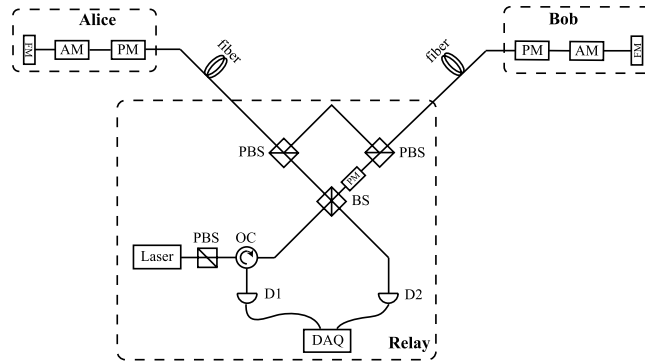 Alice
FM
AM
PM
fiber
fiber
Bob
PM
AM
FM
PBS
PBS
PM
BS
PBS
OC
Laser
D1
D2
DAQ
Relay